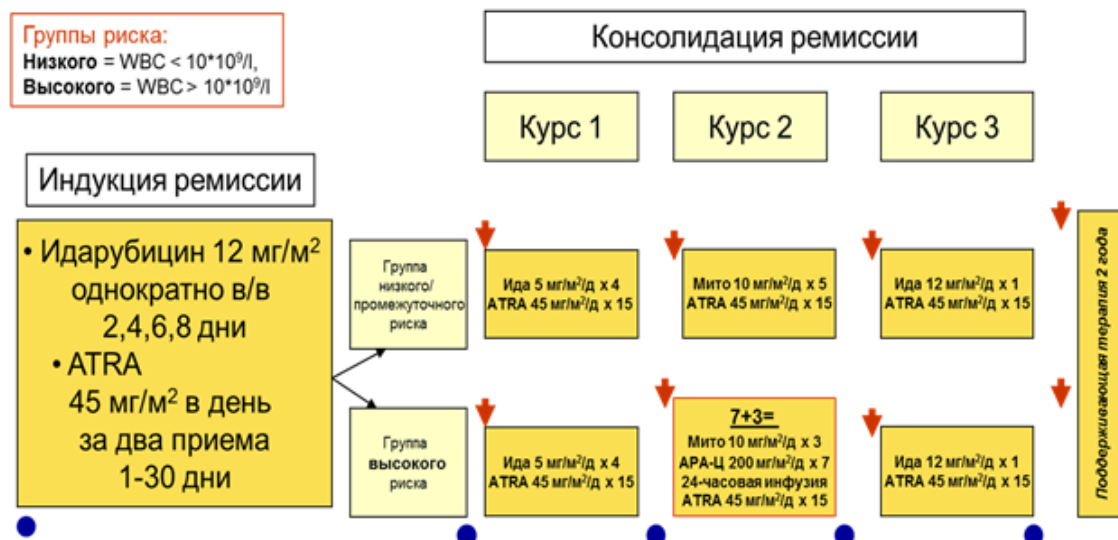 Группы риска:
Низкого = WBC < 10*10⁹/l,
Высокого = WBC > 10*10⁹/l
Консолидация ремиссии
Курс 1
Курс 2
Курс 3
Индукция ремиссии
• Идарубицин 12 мг/м²
однократно в/в
2,4,6,8 дни
• ATRA
45 мг/м² в день
за два приема
1-30 дни
Группа
низкого/
промежуточного
риска
Ида 5 мг/м²/д x 4
ATRA 45 мг/м²/д x 15
Мито 10 мг/м²/д x 5
ATRA 45 мг/м²/д x 15
Ида 12 мг/м²/д x 1
ATRA 45 мг/м²/д x 15
Группа
высокого
риска
Ида 5 мг/м²/д x 4
ATRA 45 мг/м²/д x 15
7+3=
Мито 10 мг/м²/д x 3
АРА-Ц 200 мг/м²/д x 7
24-часовая инфузия
ATRA 45 мг/м²/д x 15
Ида 12 мг/м²/д x 1
ATRA 45 мг/м²/д x 15
Поддерживающая терапия 2 года